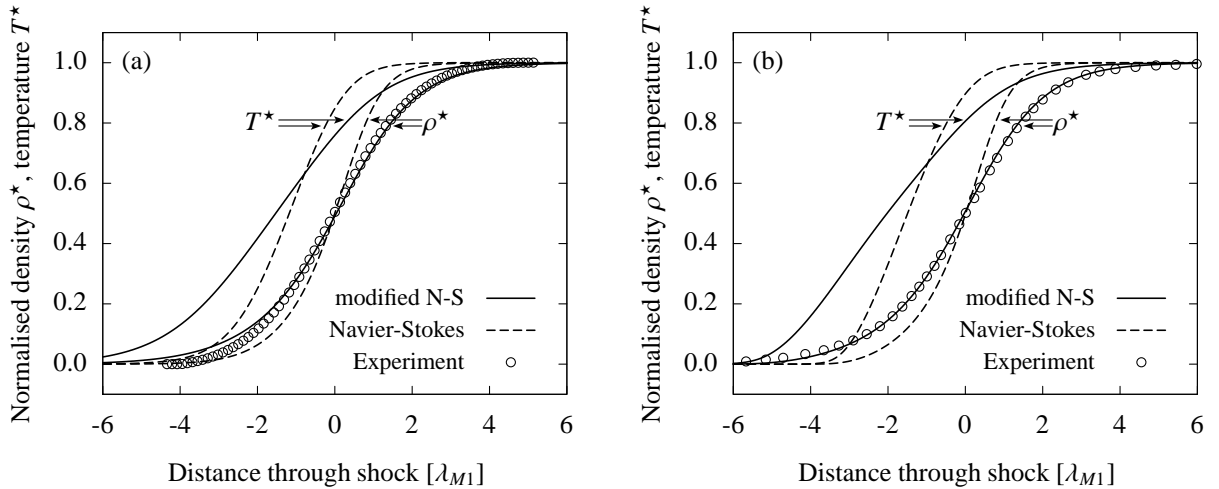 Normalised density ρ★, temperature T★
1.0
0.8
0.6
0.4
0.2
0.0
(a)
T★
ρ★
modified N-S
Navier-Stokes
Experiment
-6 -4 -2 0 2 4 6
Distance through shock [λM1]
Normalised density ρ★, temperature T★
1.0
0.8
0.6
0.4
0.2
0.0
(b)
T★
ρ★
modified N-S
Navier-Stokes
Experiment
-6 -4 -2 0 2 4 6
Distance through shock [λM1]